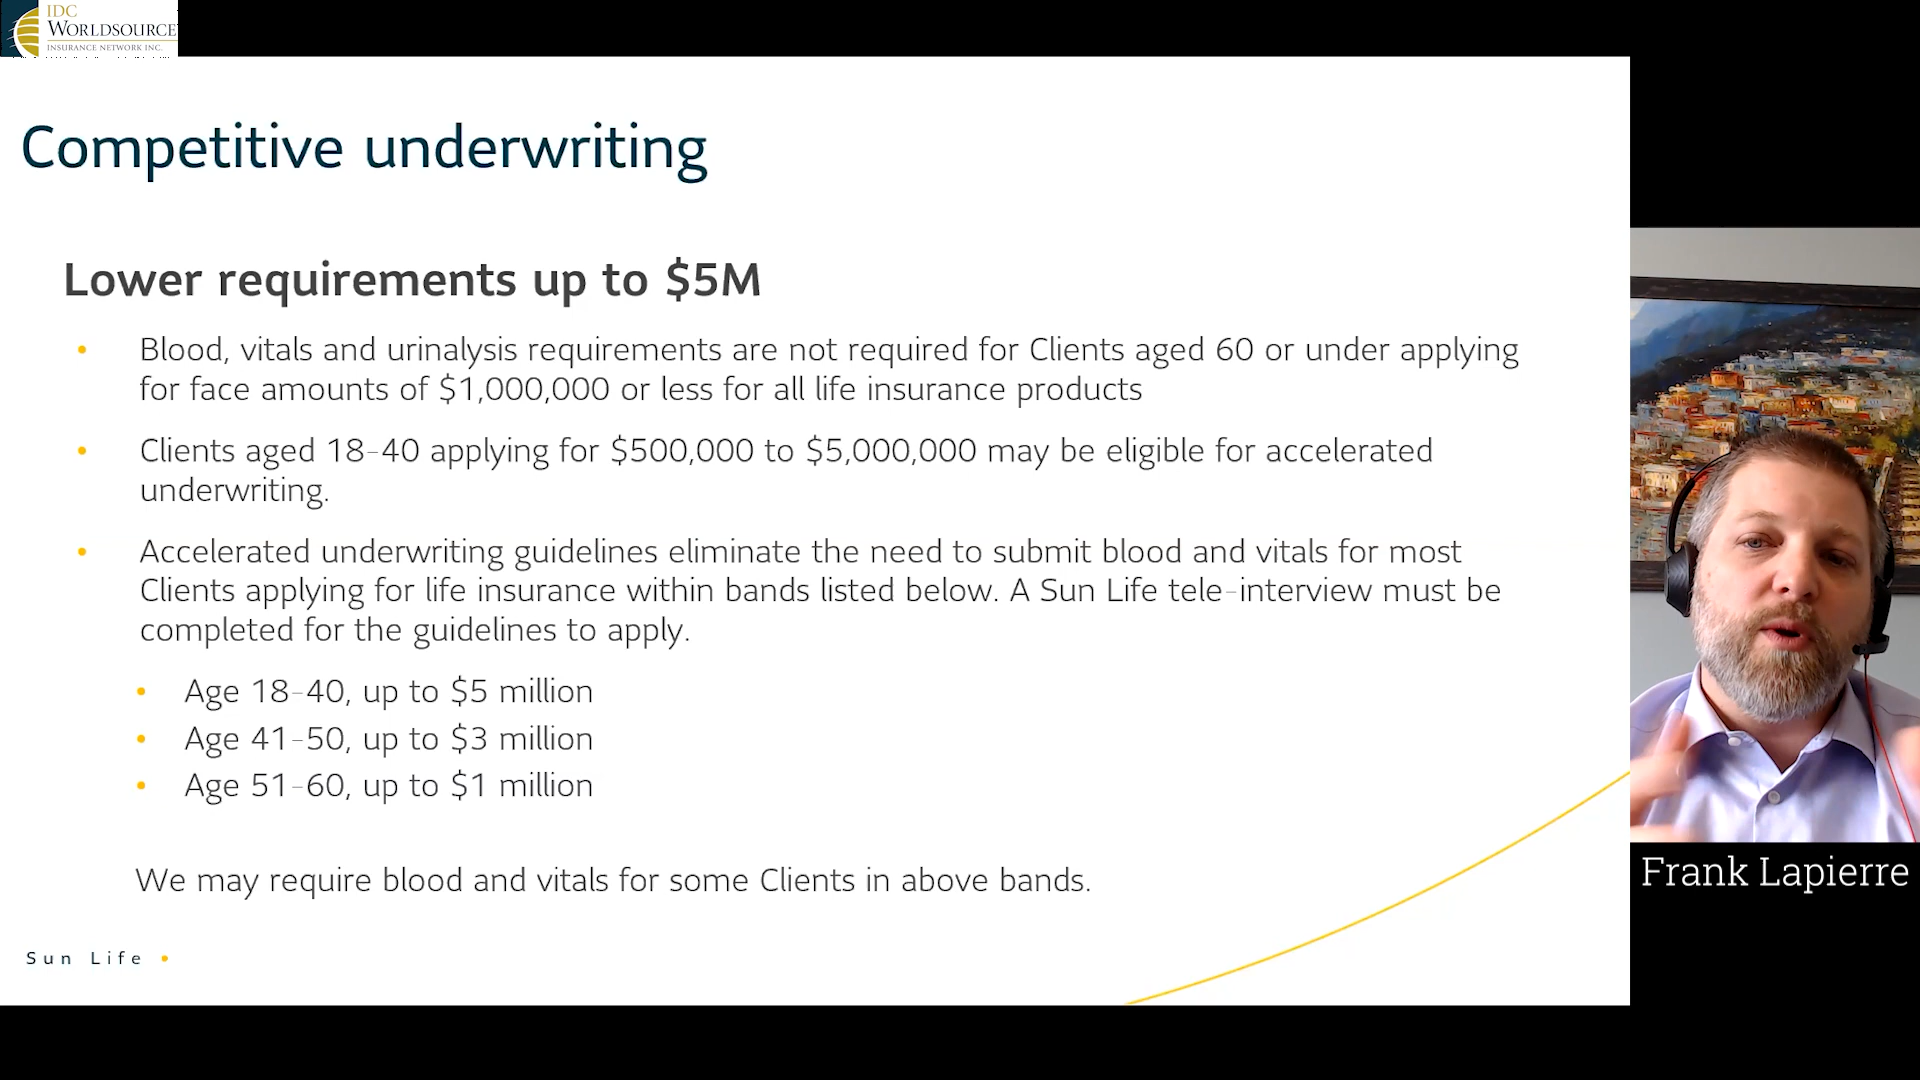 IDC
WORLDSOURCE
INSURANCE NETWORK INC.
Competitive underwriting
Lower requirements up to $5M
• Blood, vitals and urinalysis requirements are not required for Clients aged 60 or under applying
for face amounts of $1,000,000 or less for all life insurance products
• Clients aged 18-40 applying for $500,000 to $5,000,000 may be eligible for accelerated
underwriting.
• Accelerated underwriting guidelines eliminate the need to submit blood and vitals for most
Clients applying for life insurance within bands listed below. A Sun Life tele-interview must be
completed for the guidelines to apply.
• Age 18-40, up to $5 million
• Age 41-50, up to $3 million
• Age 51-60, up to $1 million
We may require blood and vitals for some Clients in above bands.
Sun Life
Frank Lapierre